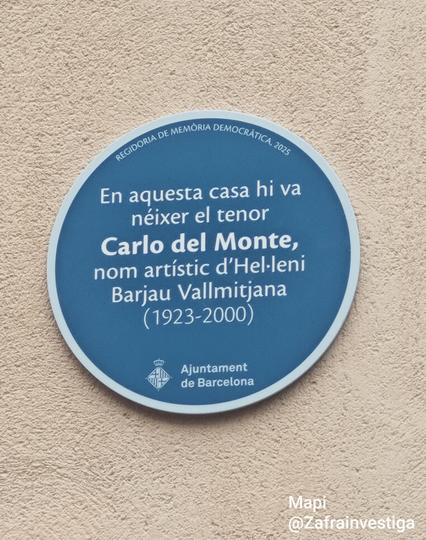 REGIDORIA DE MEMÒRIA DEMOCRÀTICA, 2025
En aquesta casa hi va
néixer el tenor
Carlo del Monte,
nom artístic d'Hel·leni
Barjau Vallmitjana
(1923-2000)
Ajuntament
de Barcelona
Mapi
@Zafrainvestiga